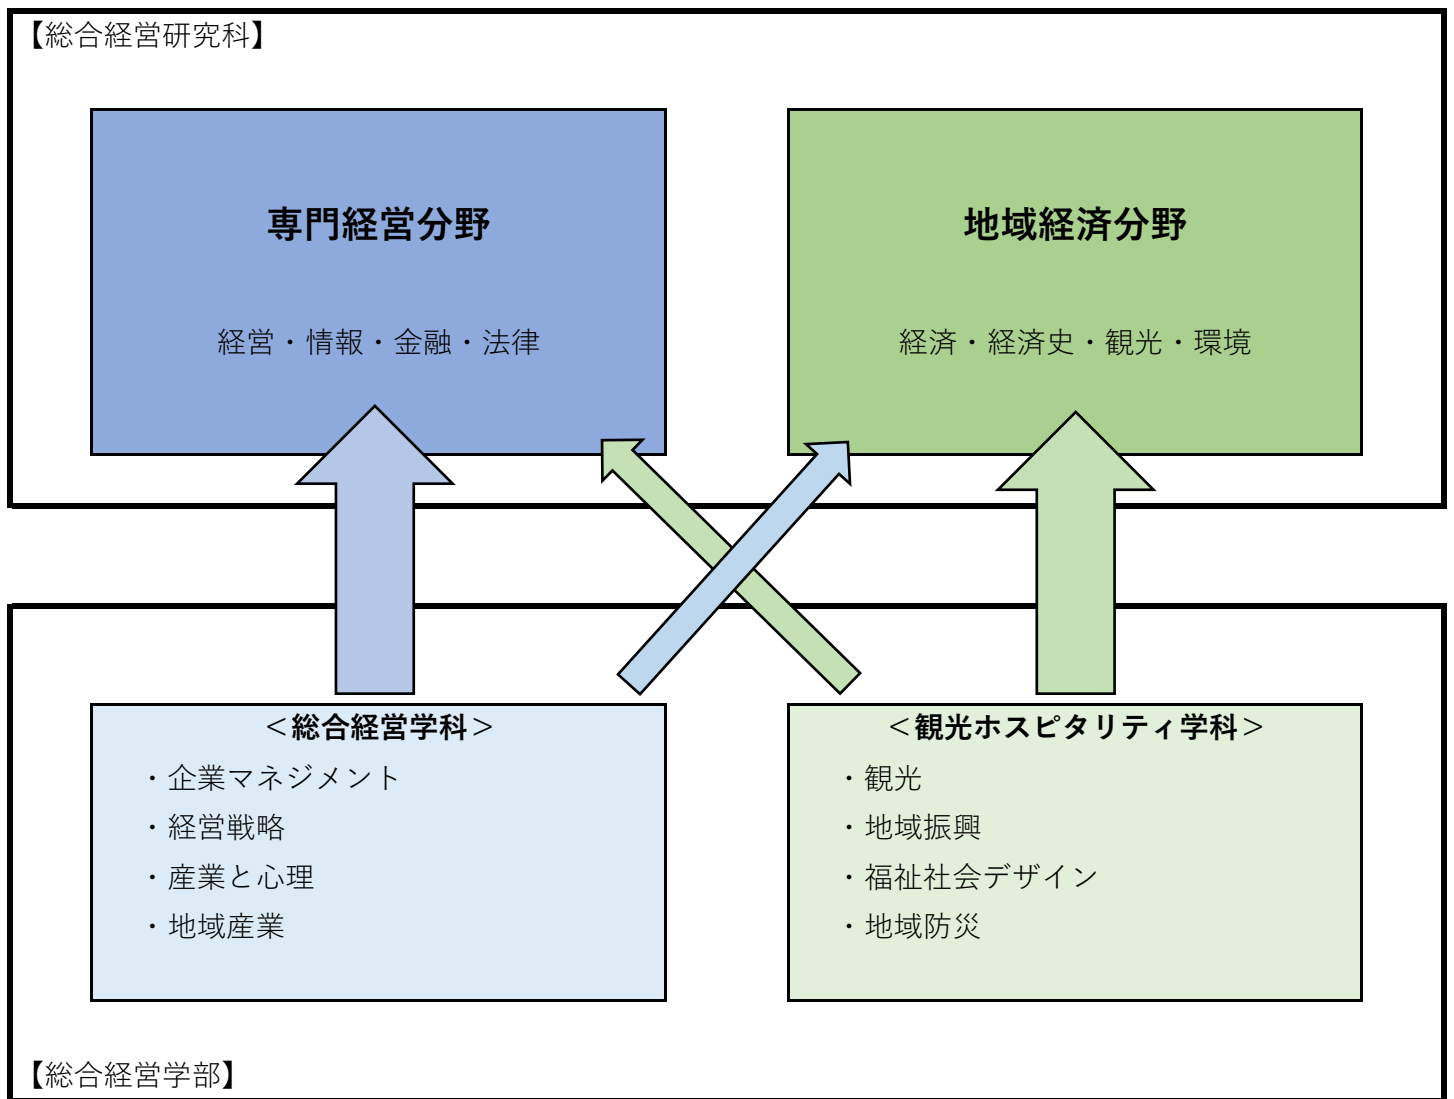 【総合経営研究科】
専門経営分野
経営・情報・金融・法律
地域経済分野
経済・経済史・観光・環境
＜総合経営学科＞
・企業マネジメント
・経営戦略
・産業と心理
・地域産業
＜観光ホスピタリティ学科＞
・観光
・地域振興
・福祉社会デザイン
・地域防災
【総合経営学部】